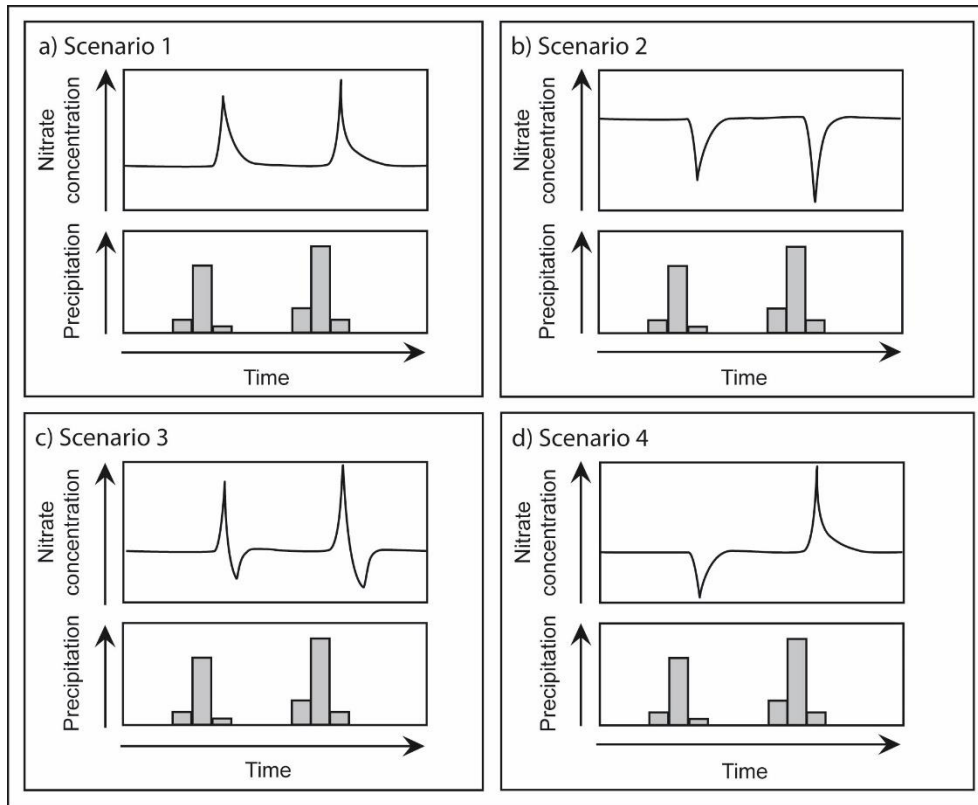 a) Scenario 1
Nitrate
concentration
Precipitation
Time
b) Scenario 2
Nitrate
concentration
Precipitation
Time
c) Scenario 3
Nitrate
concentration
Precipitation
Time
d) Scenario 4
Nitrate
concentration
Precipitation
Time